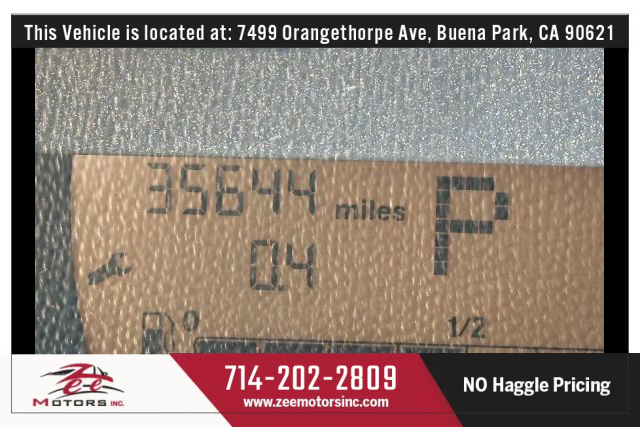 This Vehicle is located at: 7499 Orangethorpe Ave, Buena Park, CA 90621
35644 miles P
0.4
0 1/2
Zee
MOTORS INC.
714-202-2809
www.zeemotorsinc.com
NO Haggle Pricing